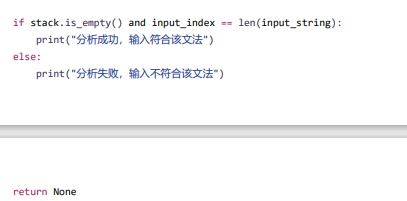 if stack.is_empty() and input_index == len(input_string):
    print("分析成功，输入符合该文法")
else:
    print("分析失败，输入不符合该文法")
return None